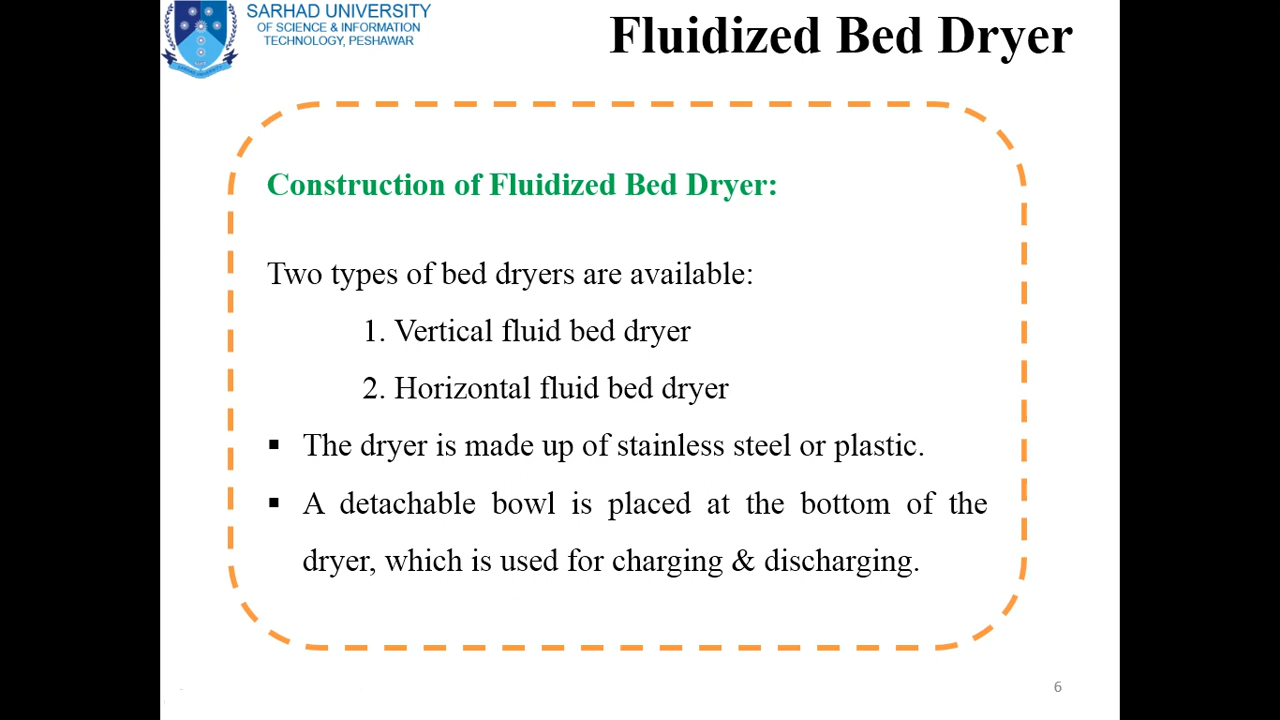 SARHAD UNIVERSITY
OF SCIENCE & INFORMATION
TECHNOLOGY, PESHAWAR
Fluidized Bed Dryer
Construction of Fluidized Bed Dryer:
Two types of bed dryers are available:
1. Vertical fluid bed dryer
2. Horizontal fluid bed dryer
▪ The dryer is made up of stainless steel or plastic.
▪ A detachable bowl is placed at the bottom of the
dryer, which is used for charging & discharging.
6